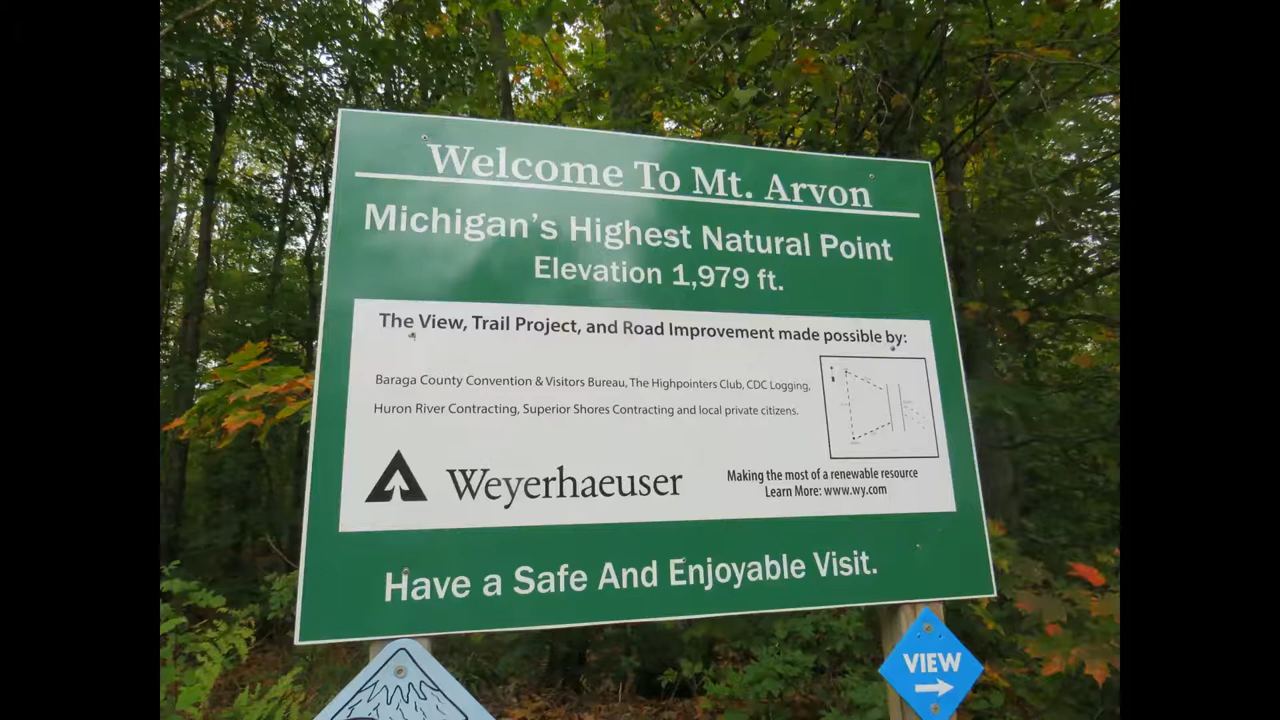 Welcome To Mt. Arvon
Michigan's Highest Natural Point
Elevation 1,979 ft.
The View, Trail Project, and Road Improvement made possible by:
Baraga County Convention & Visitors Bureau, The Highpointers Club, CDC Logging,
Huron River Contracting, Superior Shores Contracting and local private citizens.
Weyerhaeuser
Making the most of a renewable resource
Learn More: www.wy.com
Have a Safe And Enjoyable Visit.
VIEW